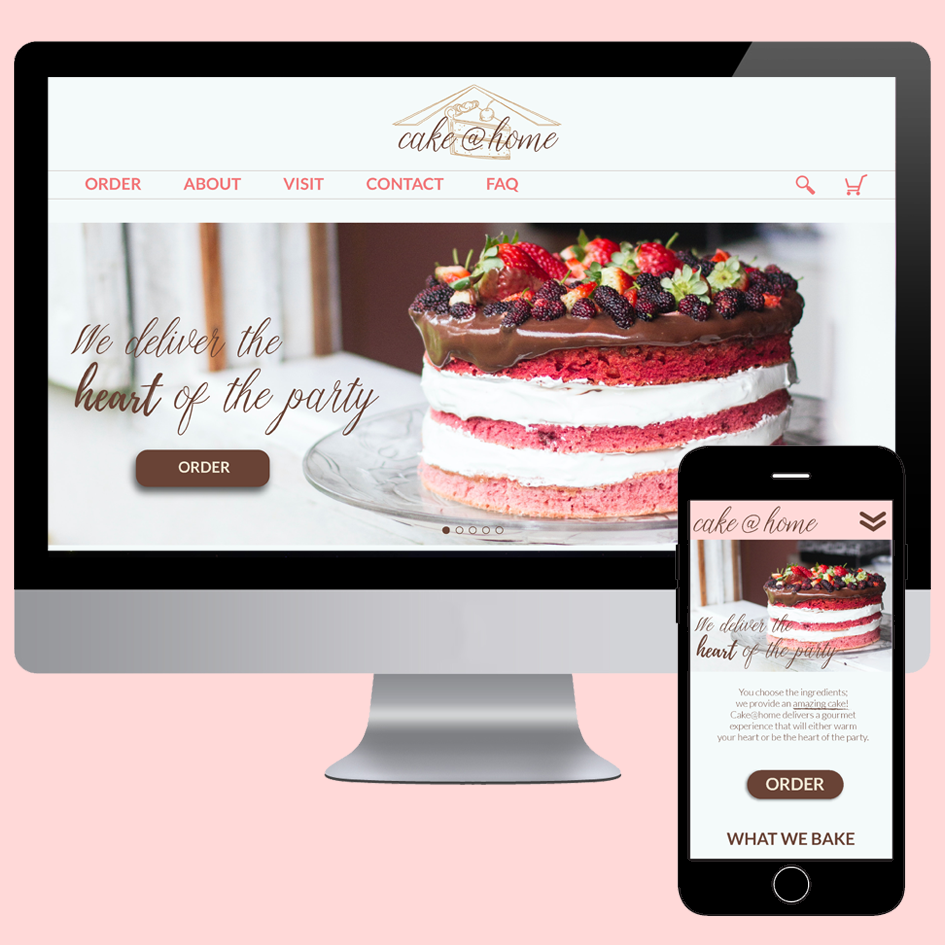 cake @ home
ORDER ABOUT VISIT CONTACT FAQ
We deliver the
heart of the party
ORDER
cake @ home
We deliver the
heart of the party
You choose the ingredients;
we provide an amazing cake!
Cake@home delivers a gourmet
experience that will either warm
your heart or be the heart of the party.
ORDER
WHAT WE BAKE